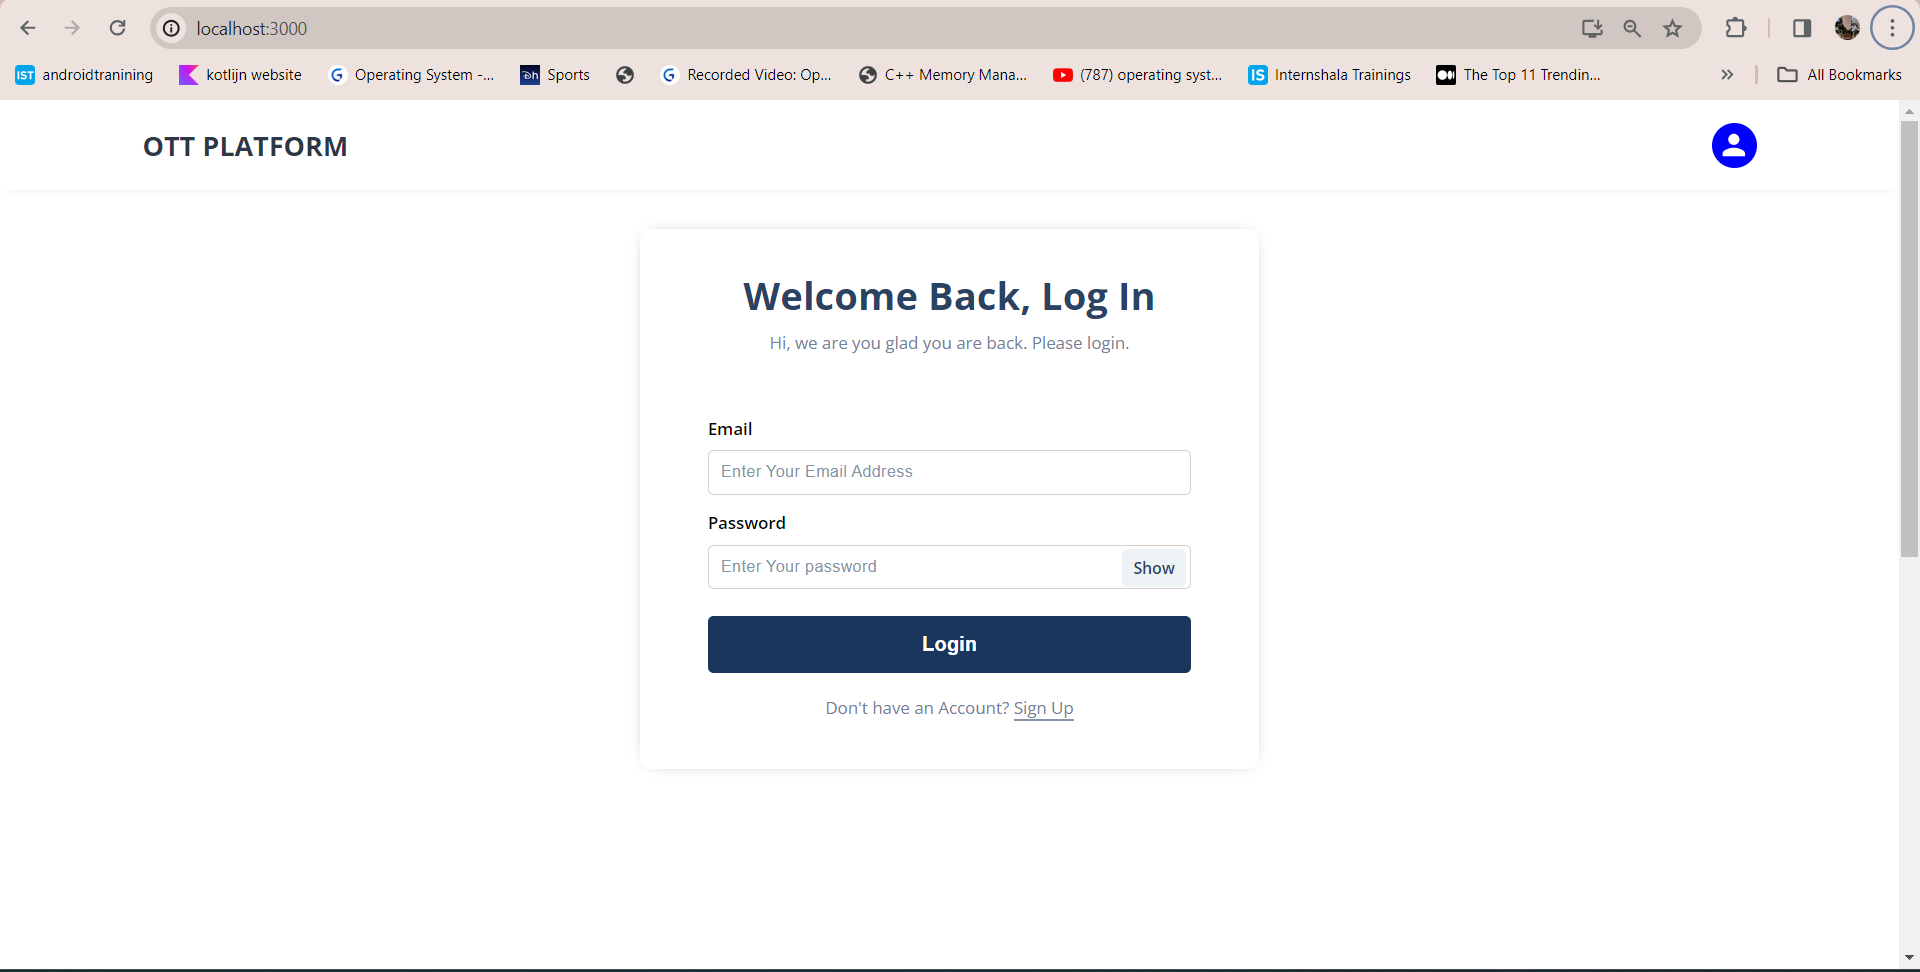 localhost:3000
IST androidtranining kotlijn website G Operating System -... Dh Sports G Recorded Video: Op... C++ Memory Mana... (787) operating syst... IS Internshala Trainings The Top 11 Trendin... » All Bookmarks
OTT PLATFORM
Welcome Back, Log In
Hi, we are you glad you are back. Please login.
Email
Enter Your Email Address
Password
Enter Your password Show
Login
Don't have an Account? Sign Up